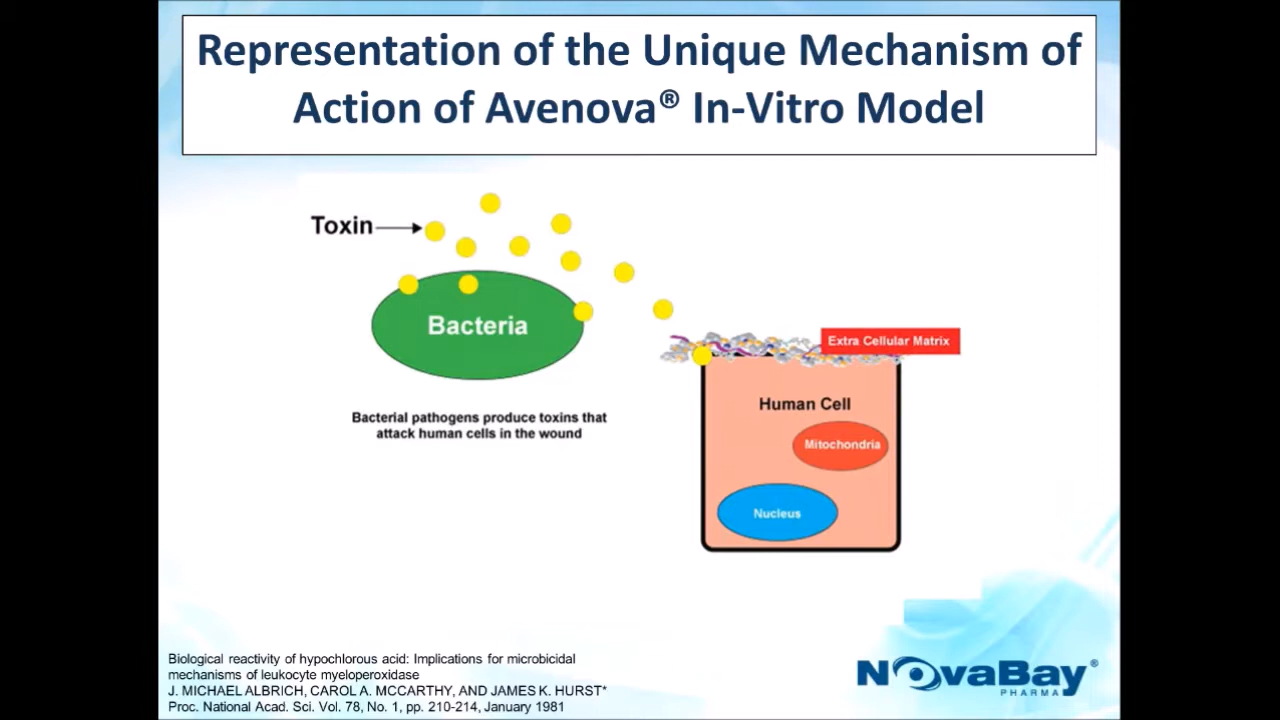 Representation of the Unique Mechanism of
Action of Avenova® In-Vitro Model
Toxin
Bacteria
Extra Cellular Matrix
Human Cell
Bacterial pathogens produce toxins that
attack human cells in the wound
Mitochondria
Nucleus
Biological reactivity of hypochlorous acid: Implications for microbicidal
mechanisms of leukocyte myeloperoxidase
J. MICHAEL ALBRICH, CAROL A. MCCARTHY, AND JAMES K. HURST*
Proc. National Acad. Sci. Vol. 78, No. 1, pp. 210-214, January 1981
NovaBay®
PHARMA